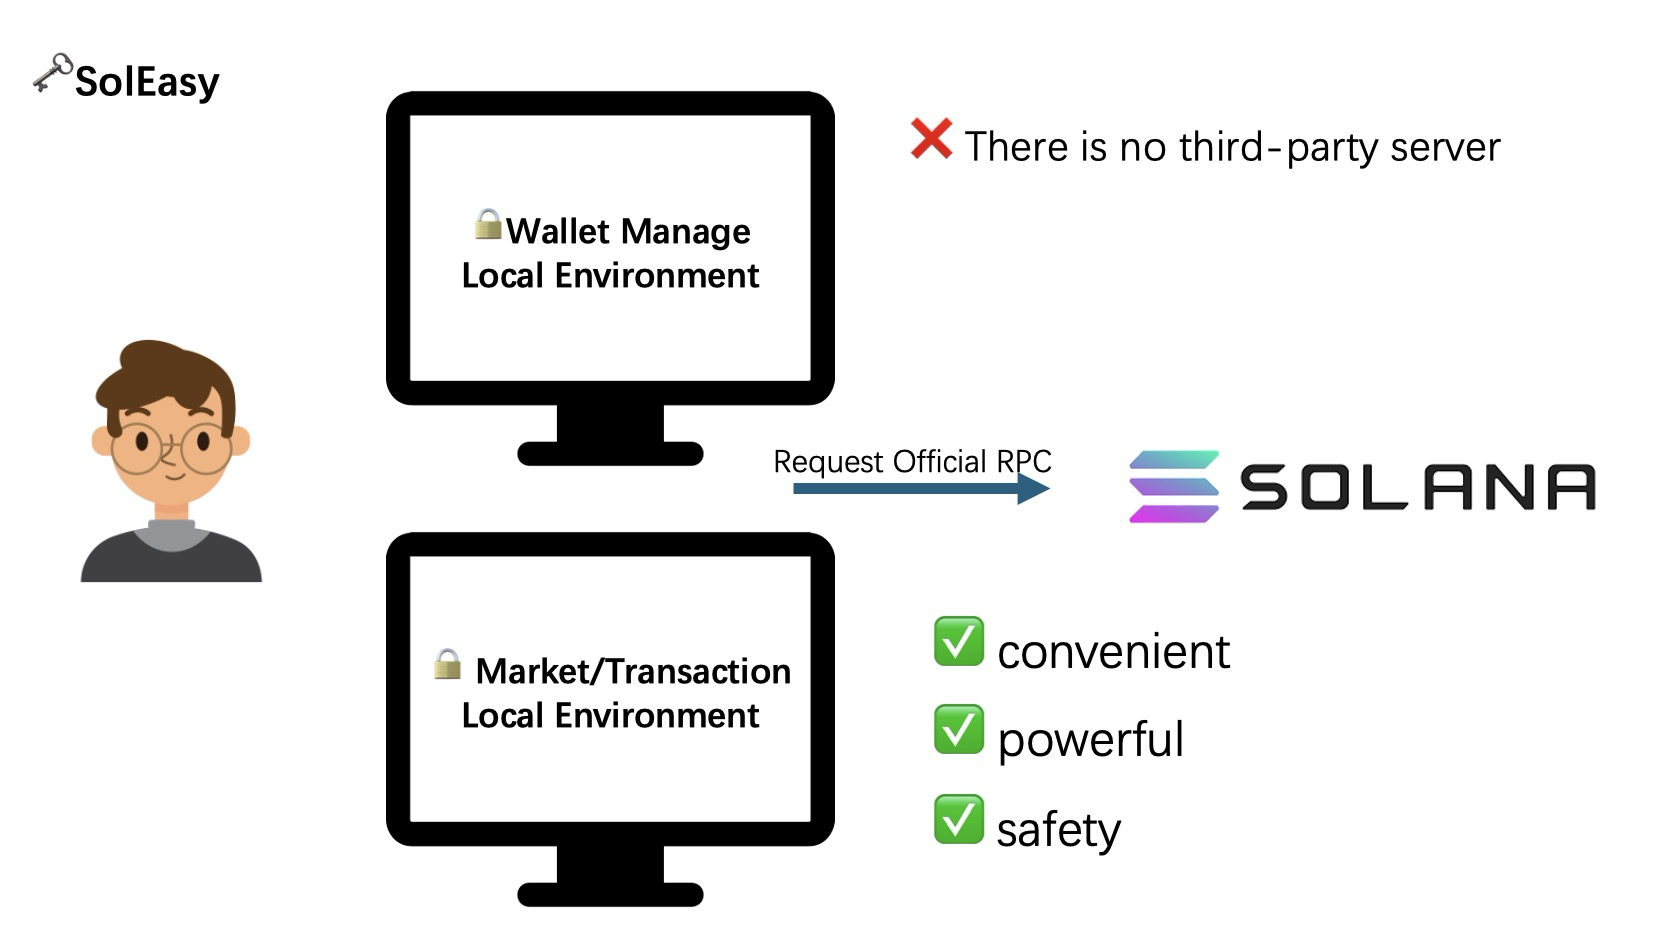 SolEasy
There is no third-party server
Wallet Manage
Local Environment
Request Official RPC
SOLANA
Market/Transaction
Local Environment
convenient
powerful
safety